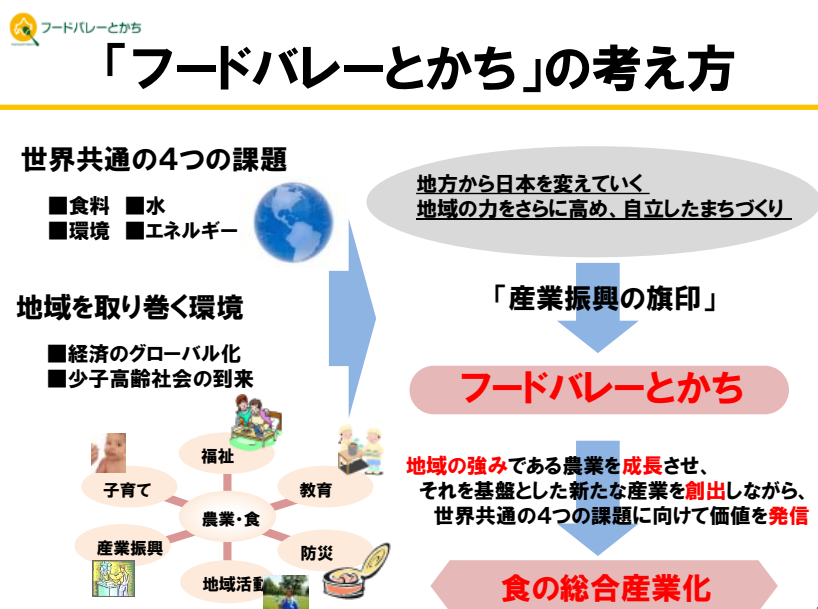 フードバレーとかち
「フードバレーとかち」の考え方
世界共通の4つの課題
■食料 ■水
■環境 ■エネルギー
地域を取り巻く環境
■経済のグローバル化
■少子高齢社会の到来
福祉
子育て
教育
農業・食
産業振興
防災
地域活動
地方から日本を変えていく
地域の力をさらに高め、自立したまちづくり
「産業振興の旗印」
フードバレーとかち
地域の強みである農業を成長させ、
それを基盤とした新たな産業を創出しながら、
世界共通の4つの課題に向けて価値を発信
食の総合産業化